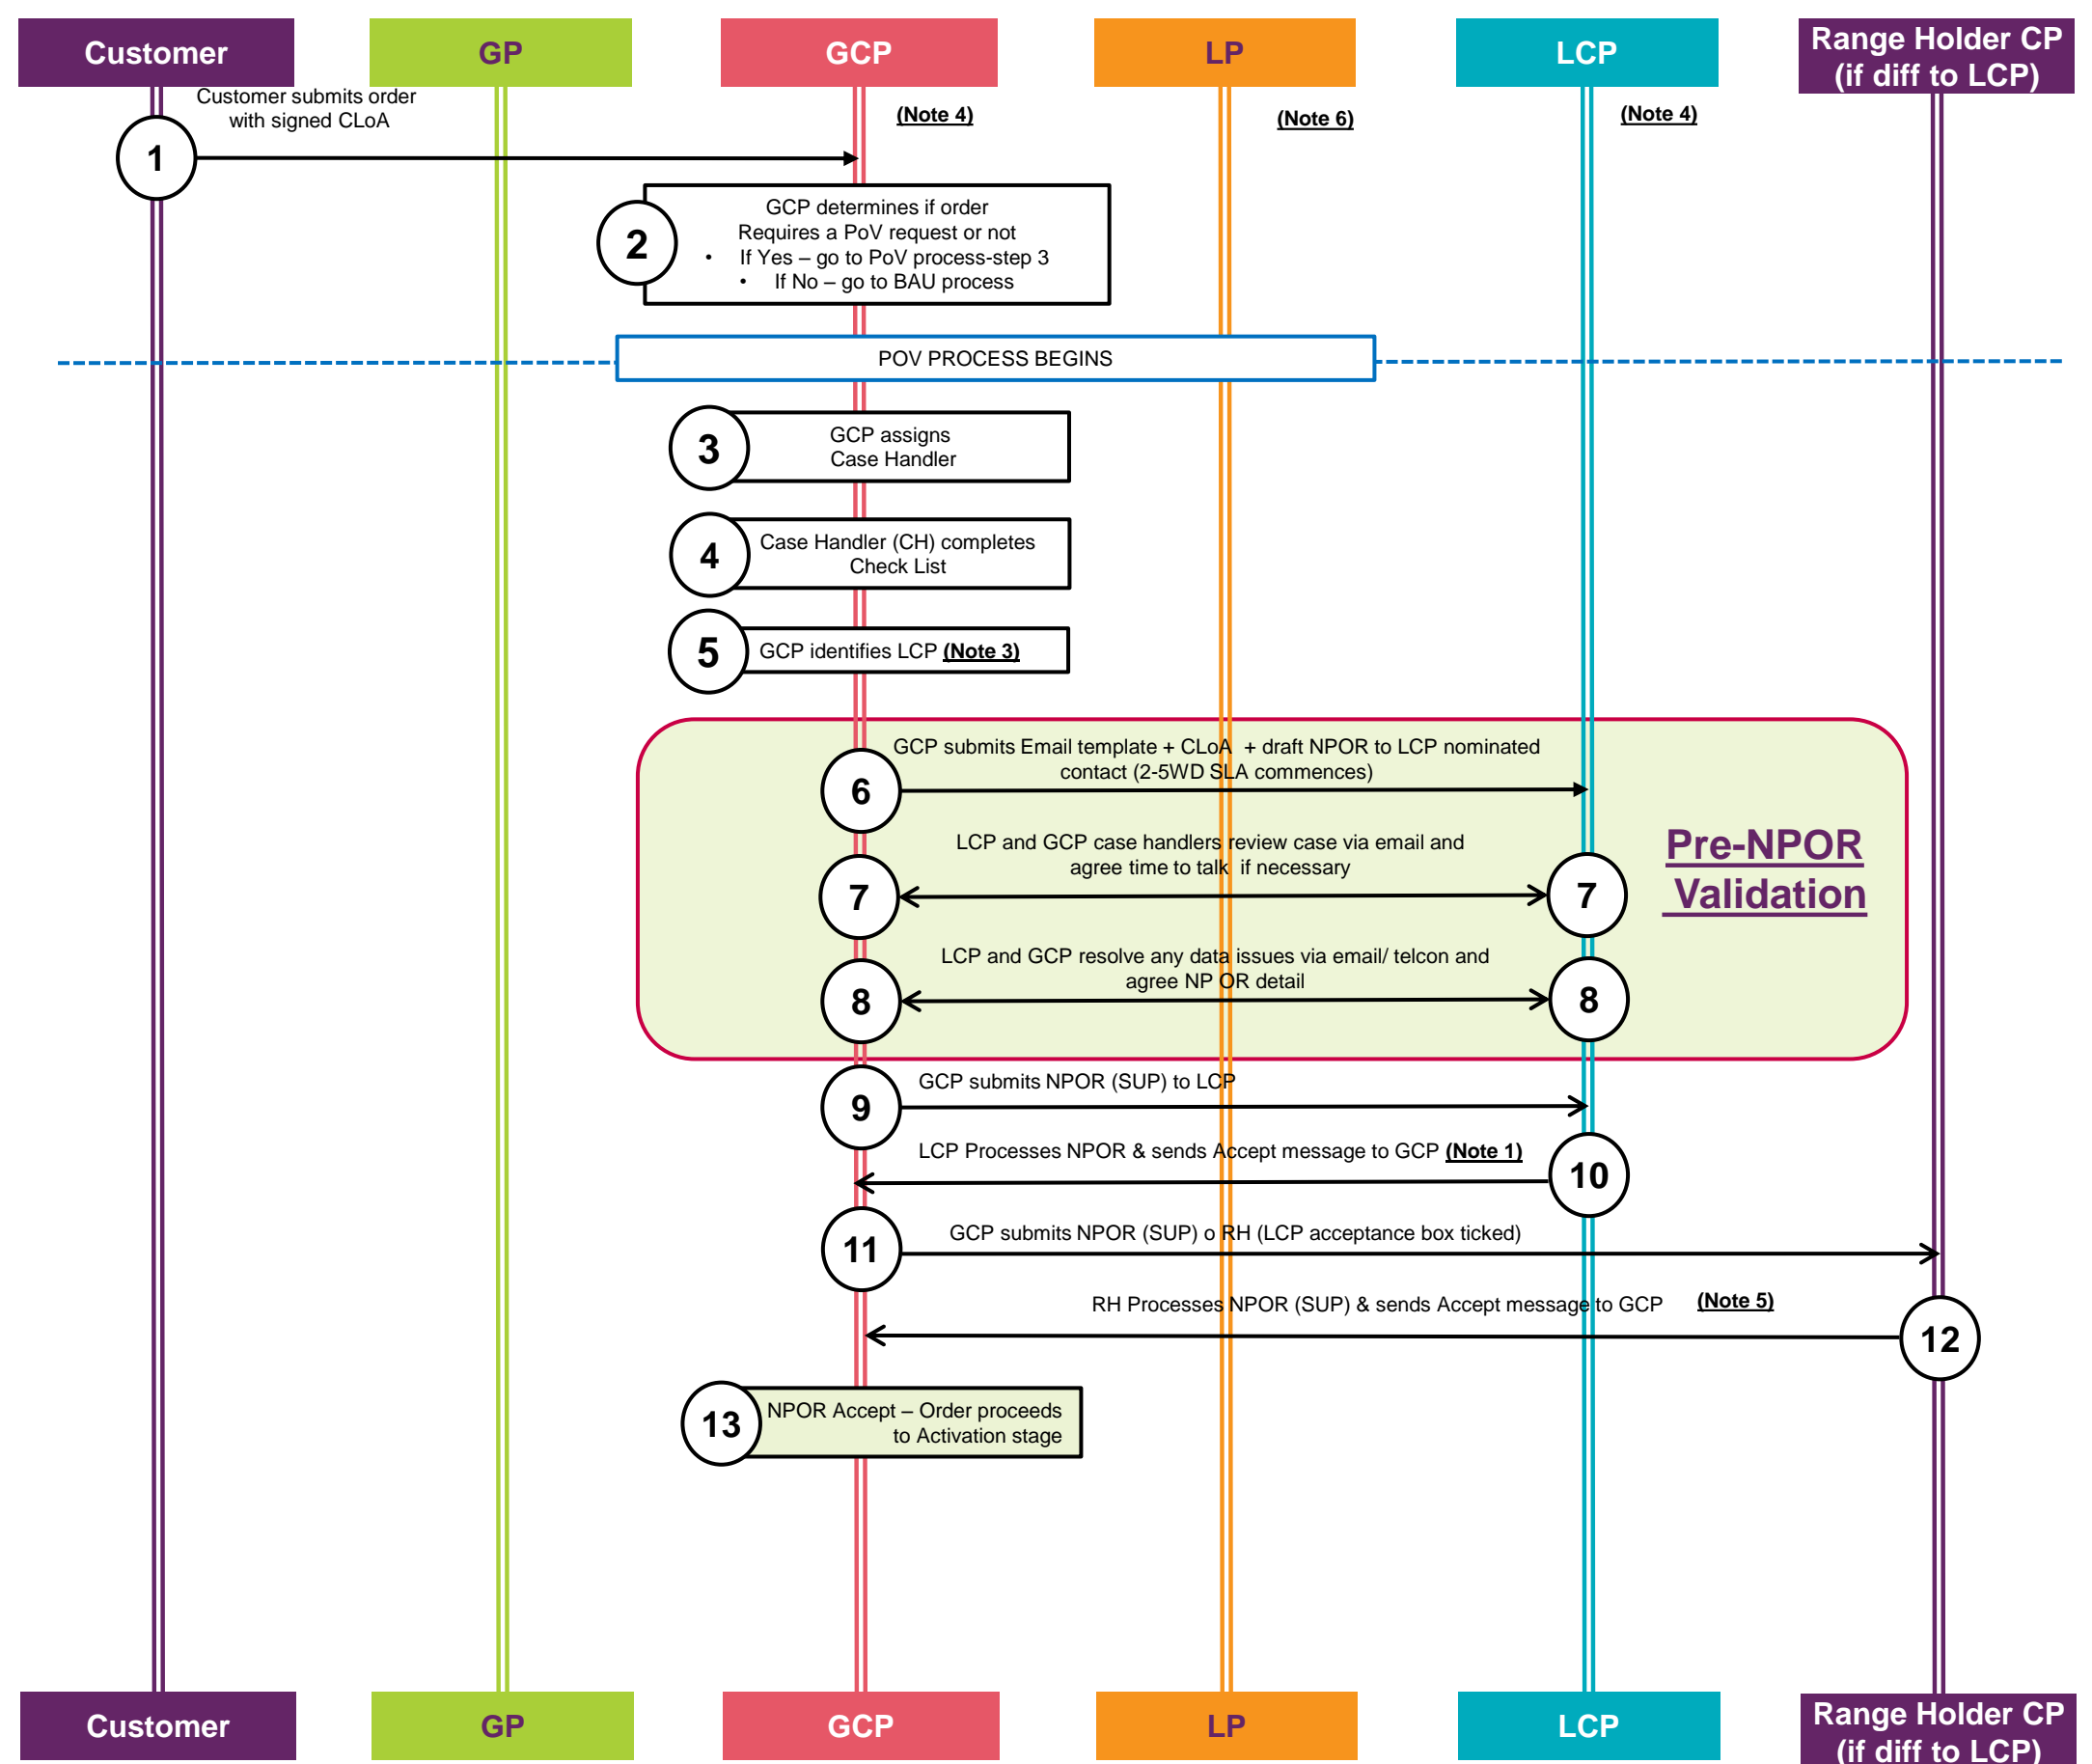 Customer
GP
GCP
LP
LCP
Range Holder CP
(if diff to LCP)
Customer submits order
with signed CLoA
(Note 4)
(Note 6)
(Note 4)
1
2
GCP determines if order
Requires a PoV request or not
• If Yes – go to PoV process-step 3
• If No – go to BAU process
POV PROCESS BEGINS
3
GCP assigns
Case Handler
4
Case Handler (CH) completes
Check List
5
GCP identifies LCP (Note 3)
GCP submits Email template + CLoA + draft NPOR to LCP nominated
contact (2-5WD SLA commences)
6
LCP and GCP case handlers review case via email and
agree time to talk if necessary
7
7
Pre-NPOR
Validation
LCP and GCP resolve any data issues via email/ telcon and
agree NP OR detail
8
8
GCP submits NPOR (SUP) to LCP
9
LCP Processes NPOR & sends Accept message to GCP (Note 1)
10
GCP submits NPOR (SUP) o RH (LCP acceptance box ticked)
11
RH Processes NPOR (SUP) & sends Accept message to GCP (Note 5)
12
13
NPOR Accept – Order proceeds
to Activation stage
Customer
GP
GCP
LP
LCP
Range Holder CP
(if diff to LCP)